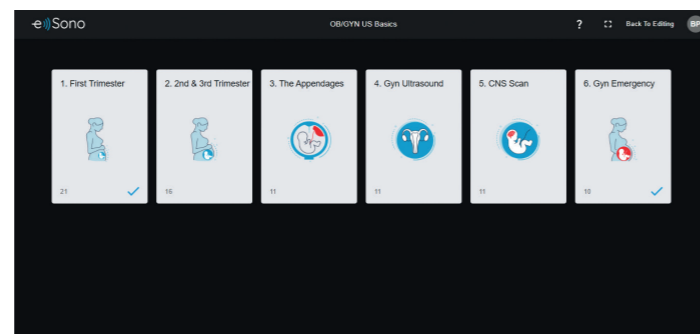 eSono
OB/GYN US Basics
?
Back To Editing
BP
1. First Trimester
2. 2nd & 3rd Trimester
3. The Appendages
4. Gyn Ultrasound
5. CNS Scan
6. Gyn Emergency
21
16
11
11
11
10